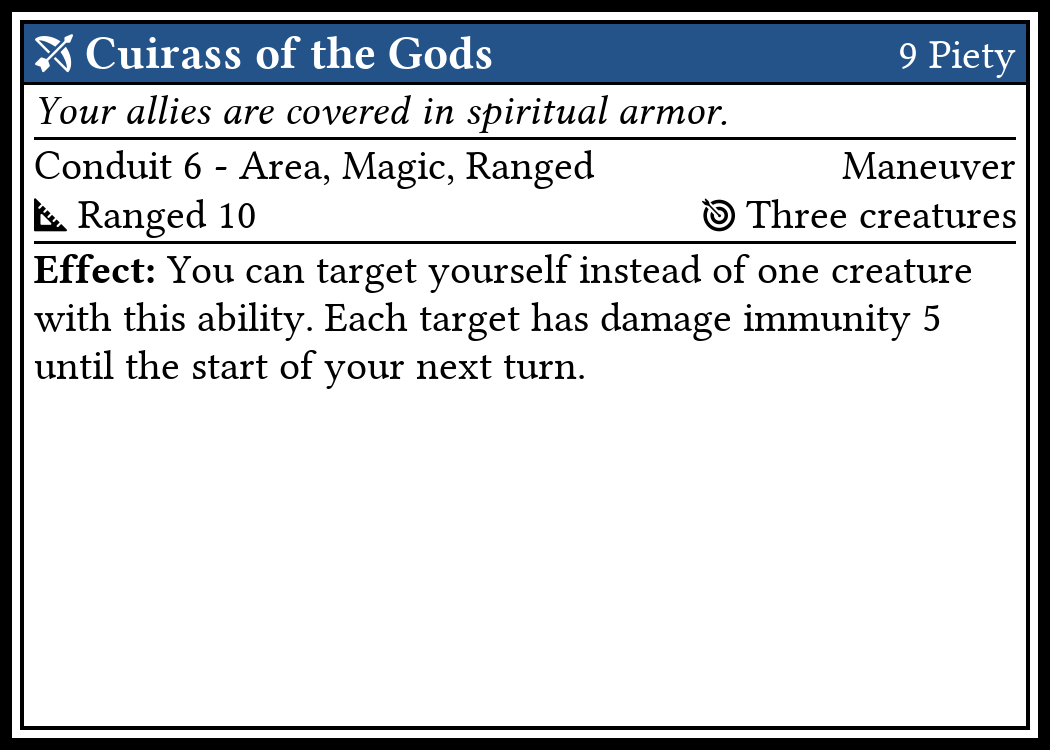 Cuirass of the Gods 9 Piety
Your allies are covered in spiritual armor.
Conduit 6 - Area, Magic, Ranged Maneuver
Ranged 10 Three creatures
Effect: You can target yourself instead of one creature
with this ability. Each target has damage immunity 5
until the start of your next turn.